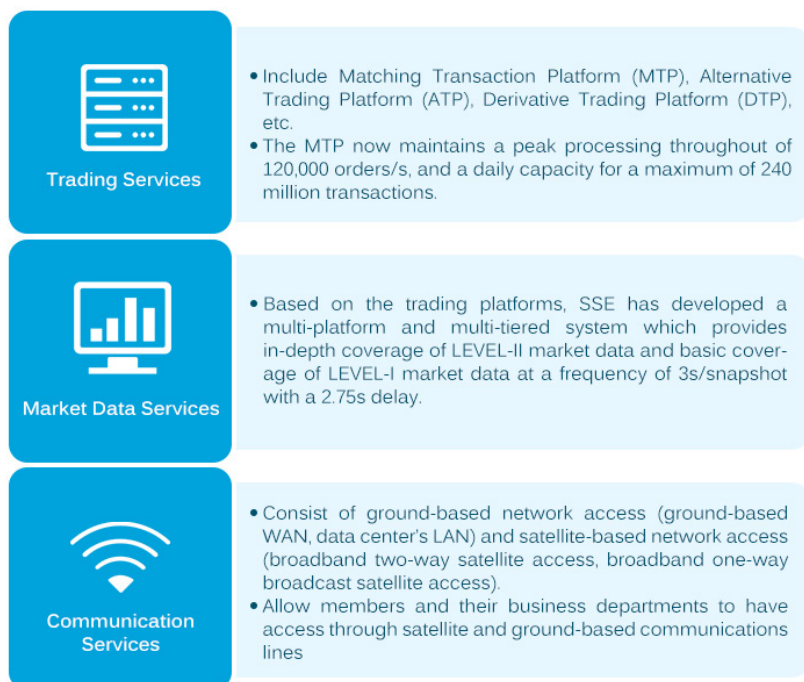 Trading Services
• Include Matching Transaction Platform (MTP), Alternative
Trading Platform (ATP), Derivative Trading Platform (DTP),
etc.
• The MTP now maintains a peak processing throughout of
120,000 orders/s, and a daily capacity for a maximum of 240
million transactions.
Market Data Services
• Based on the trading platforms, SSE has developed a
multi-platform and multi-tiered system which provides
in-depth coverage of LEVEL-II market data and basic cover-
age of LEVEL-I market data at a frequency of 3s/snapshot
with a 2.75s delay.
Communication
Services
• Consist of ground-based network access (ground-based
WAN, data center's LAN) and satellite-based network access
(broadband two-way satellite access, broadband one-way
broadcast satellite access).
• Allow members and their business departments to have
access through satellite and ground-based communications
lines